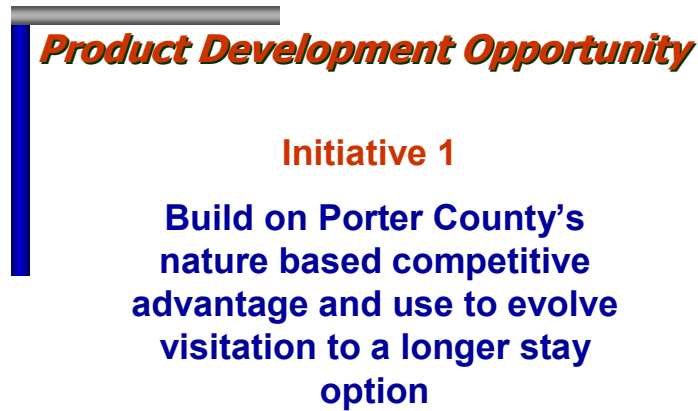 Product Development Opportunity
Initiative 1
Build on Porter County’s
nature based competitive
advantage and use to evolve
visitation to a longer stay
option